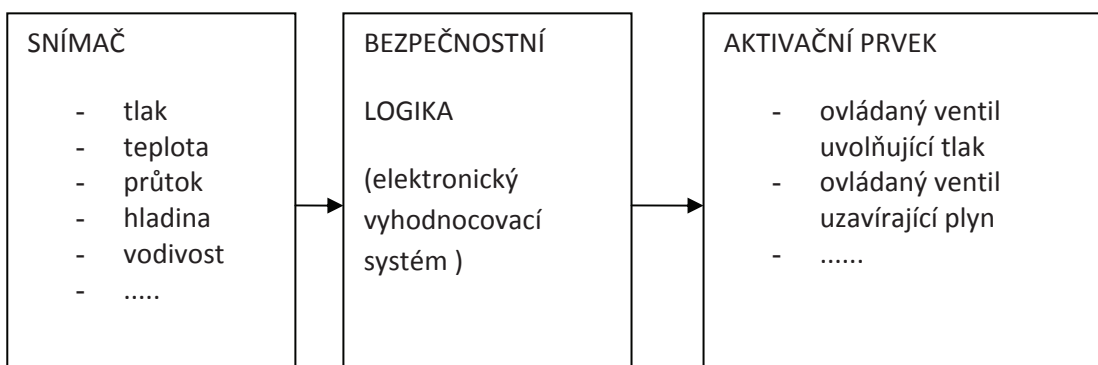 SNÍMAČ
- tlak
- teplota
- průtok
- hladina
- vodivost
- .....
BEZPEČNOSTNÍ
LOGIKA
(elektronický
vyhodnocovací
systém )
AKTIVAČNÍ PRVEK
- ovládaný ventil
uvolňující tlak
- ovládaný ventil
uzavírající plyn
- ......